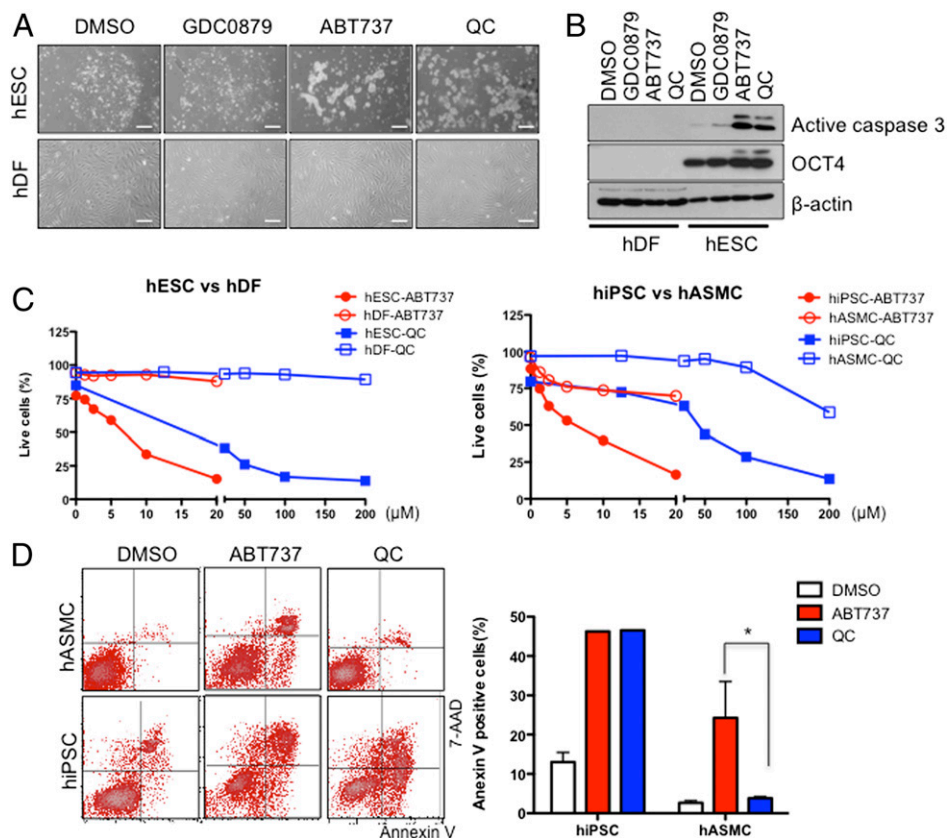 A
DMSO GDC0879 ABT737 QC
hESC
hDF
B
DMSO GDC0879 ABT737 QC DMSO GDC0879 ABT737 QC
Active caspase 3
OCT4
β-actin
hDF hESC
C
hESC vs hDF
hESC-ABT737
hDF-ABT737
hESC-QC
hDF-QC
Live cells (%)
125
100
75
50
25
0
0 5 10 12 20 50 100 150 200 (μM)
hiPSC vs hASMC
hiPSC-ABT737
hASMC-ABT737
hiPSC-QC
hASMC-QC
Live cells (%)
125
100
75
50
25
0
0 5 10 15 20 50 100 150 200 (μM)
D
DMSO ABT737 QC
hASMC
hiPSC
7-AAD
Annexin V
DMSO
ABT737
QC
Anexin V positive cells(%)
50
40
30
20
10
0
*
hiPSC hASMC